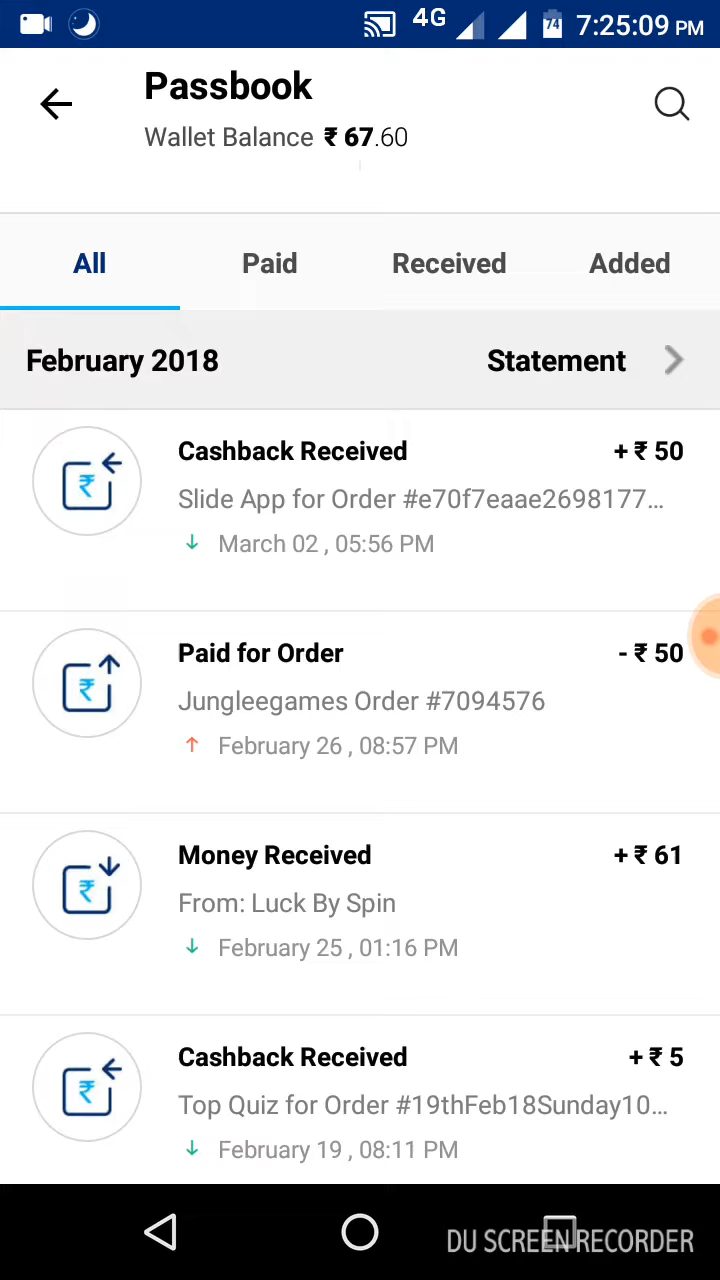 4G 74 7:25:09 PM
Passbook
Wallet Balance ₹ 67.60
All Paid Received Added
February 2018 Statement
Cashback Received + ₹ 50
Slide App for Order #e70f7eaae2698177...
March 02 , 05:56 PM
Paid for Order - ₹ 50
Jungleegames Order #7094576
February 26 , 08:57 PM
Money Received + ₹ 61
From: Luck By Spin
February 25 , 01:16 PM
Cashback Received + ₹ 5
Top Quiz for Order #19thFeb18Sunday10...
February 19 , 08:11 PM
DU SCREEN RECORDER